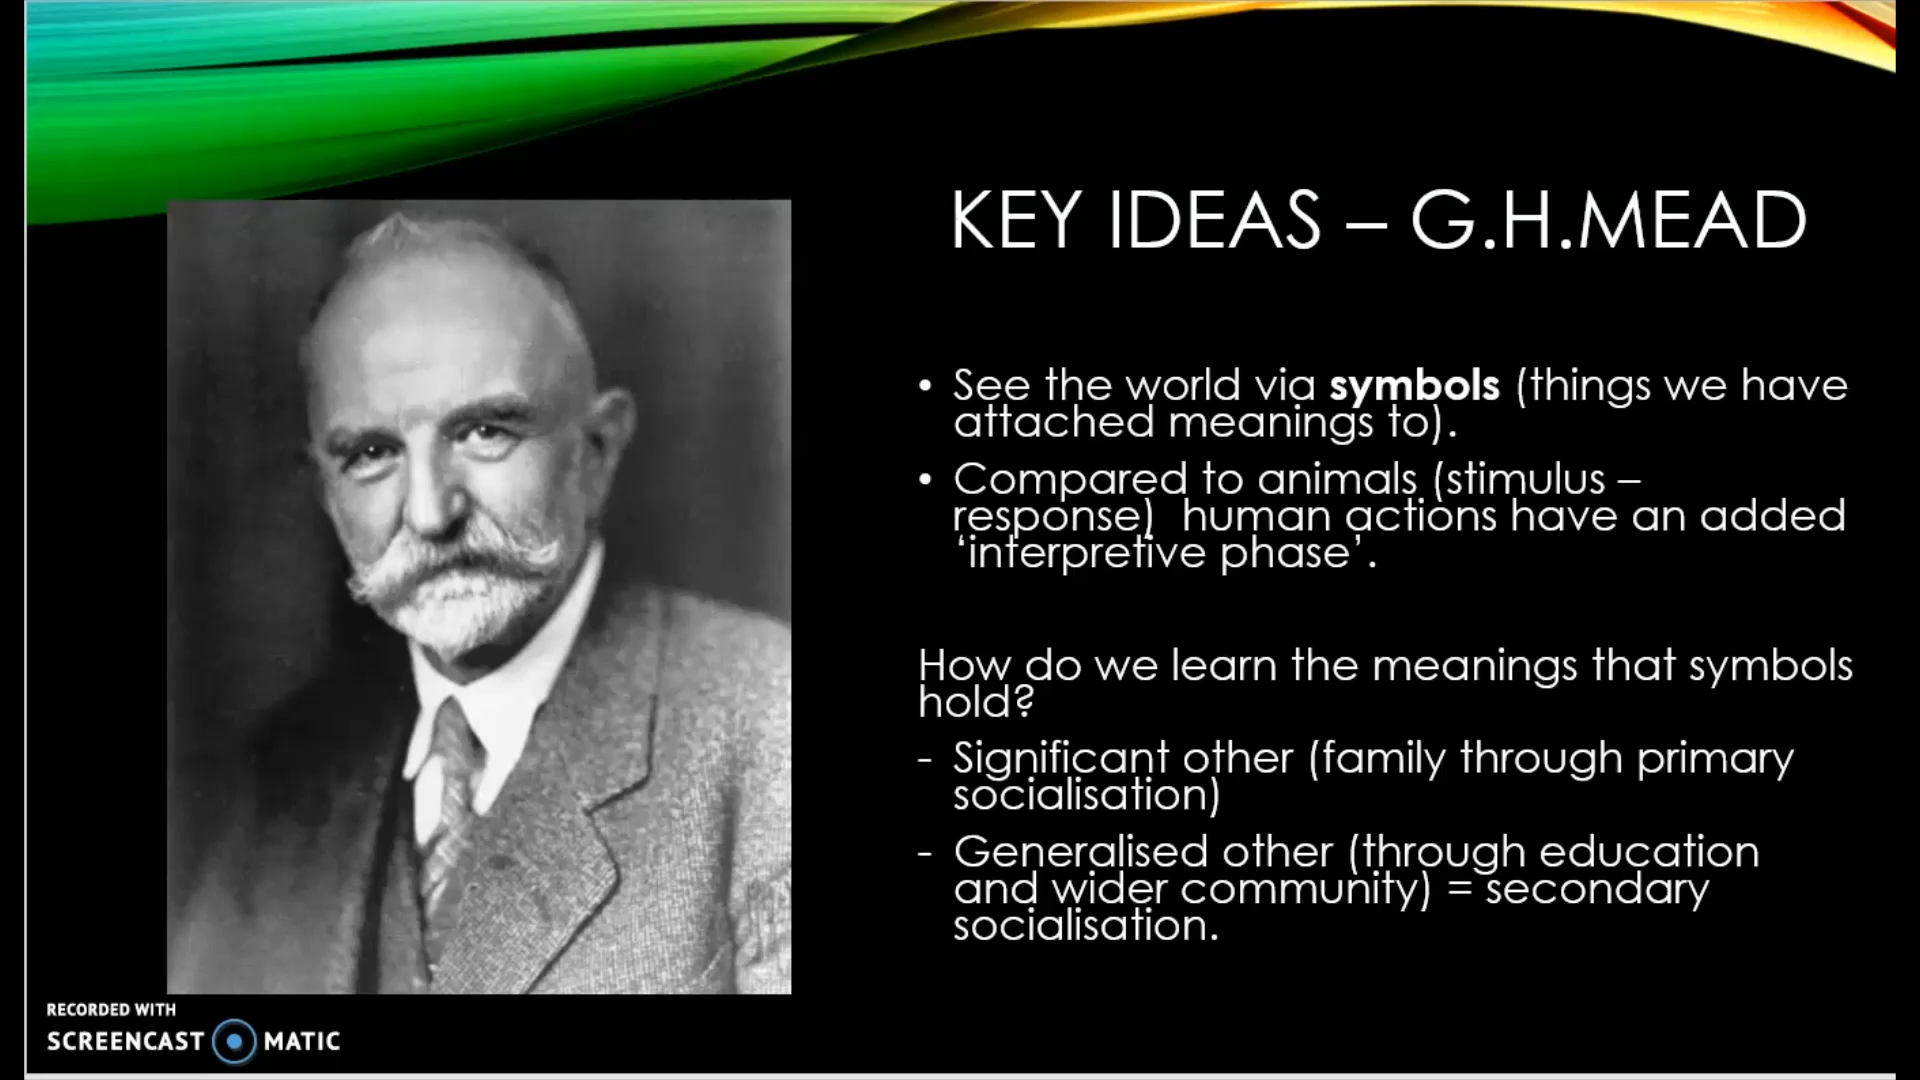 KEY IDEAS – G.H.MEAD
• See the world via symbols (things we have
attached meanings to).
• Compared to animals (stimulus –
response)  human actions have an added
‘interpretive phase’.
How do we learn the meanings that symbols
hold?
- Significant other (family through primary
socialisation)
- Generalised other (through education
and wider community) = secondary
socialisation.
RECORDED WITH
SCREENCAST MATIC